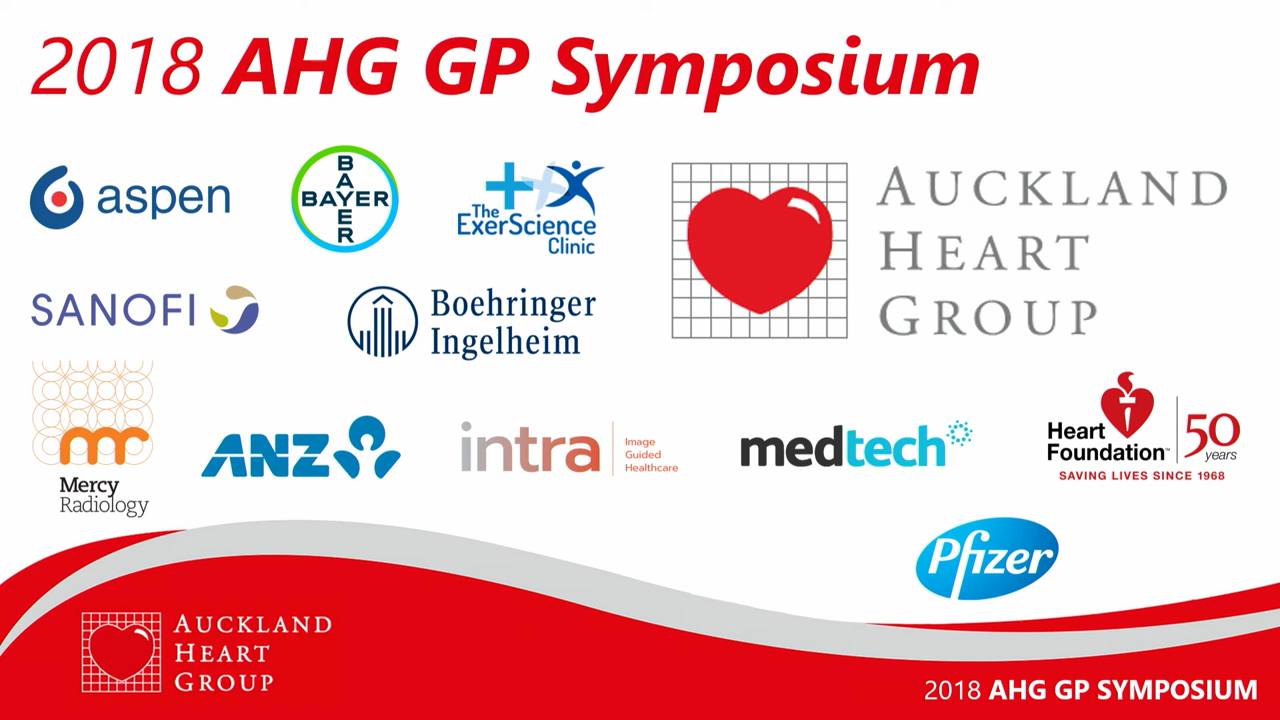 2018 AHG GP Symposium
aspen
BAYER
BAYER
The
ExerScience
Clinic
AUCKLAND
HEART
GROUP
SANOFI
Boehringer
Ingelheim
Mercy
Radiology
ANZ
intra
Image
Guided
Healthcare
medtech
Heart
Foundation™
50
years
SAVING LIVES SINCE 1968
Pfizer
AUCKLAND
HEART
GROUP
2018 AHG GP SYMPOSIUM